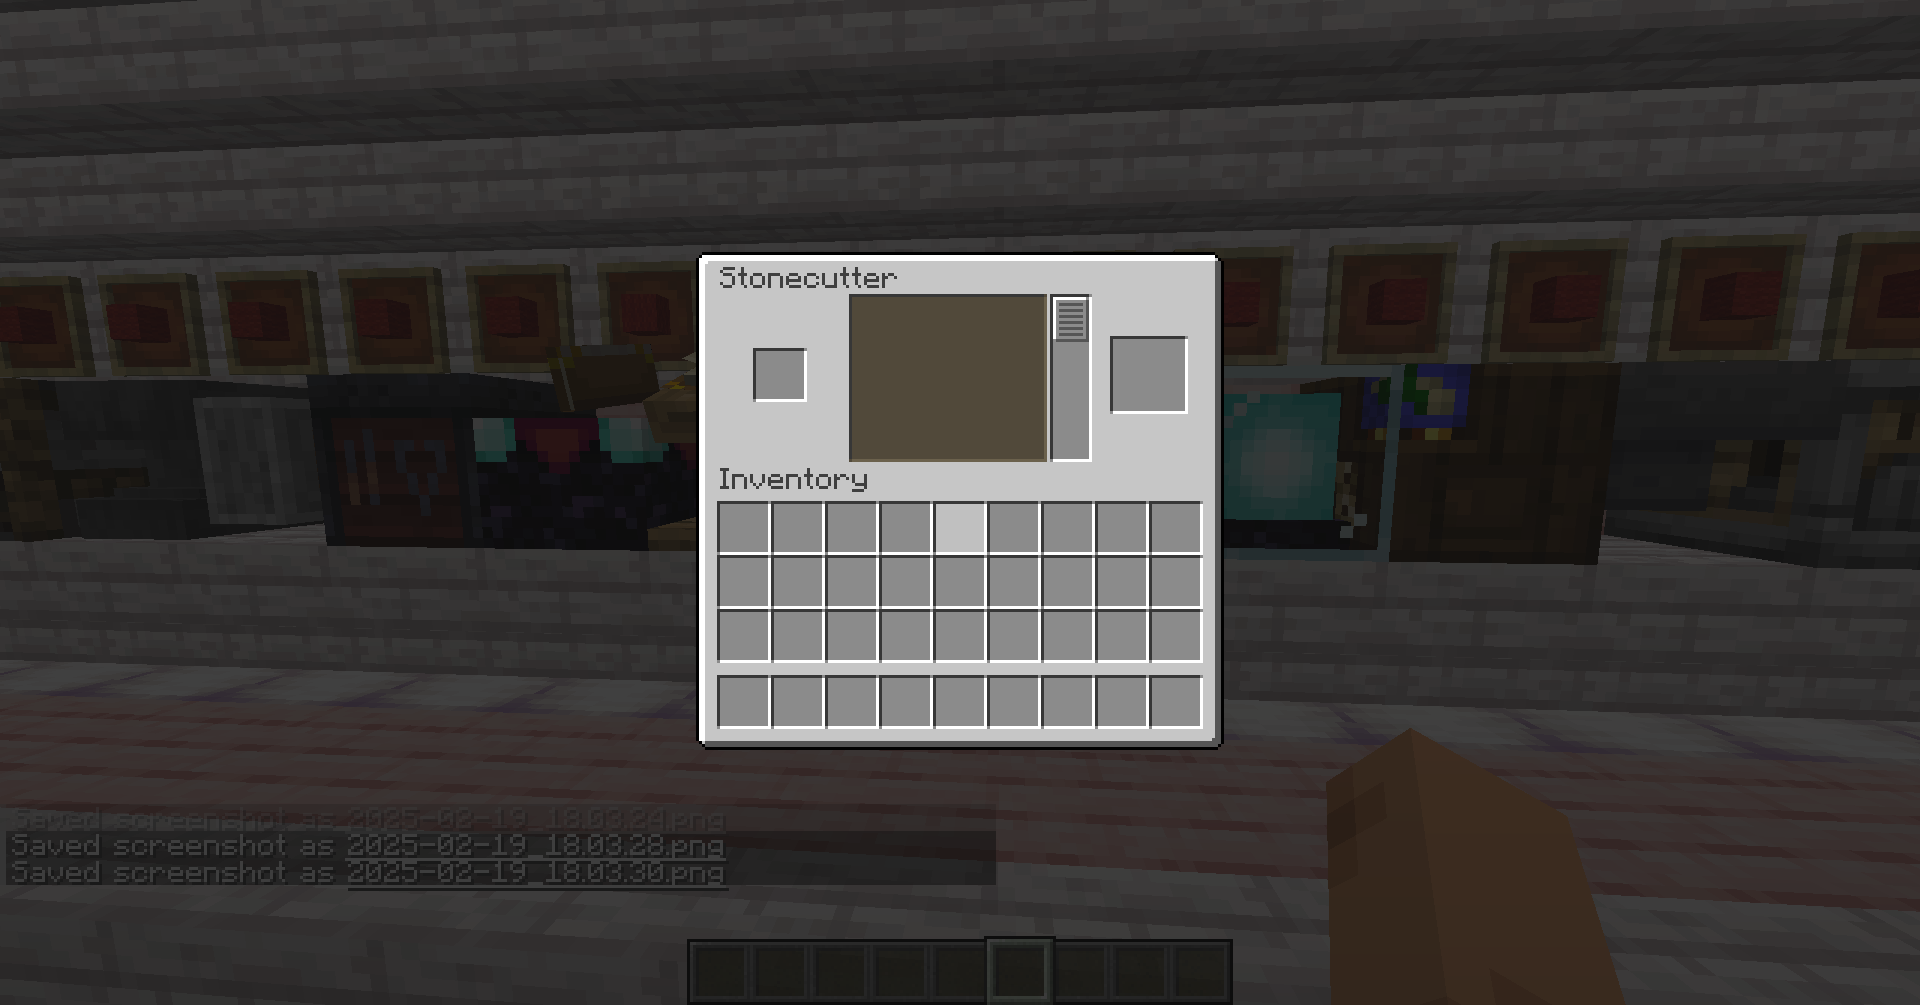 Stonecutter
Inventory
Saved screenshot as 2025-02-19_18.03.24.png
Saved screenshot as 2025-02-19_18.03.28.png
Saved screenshot as 2025-02-19_18.03.30.png